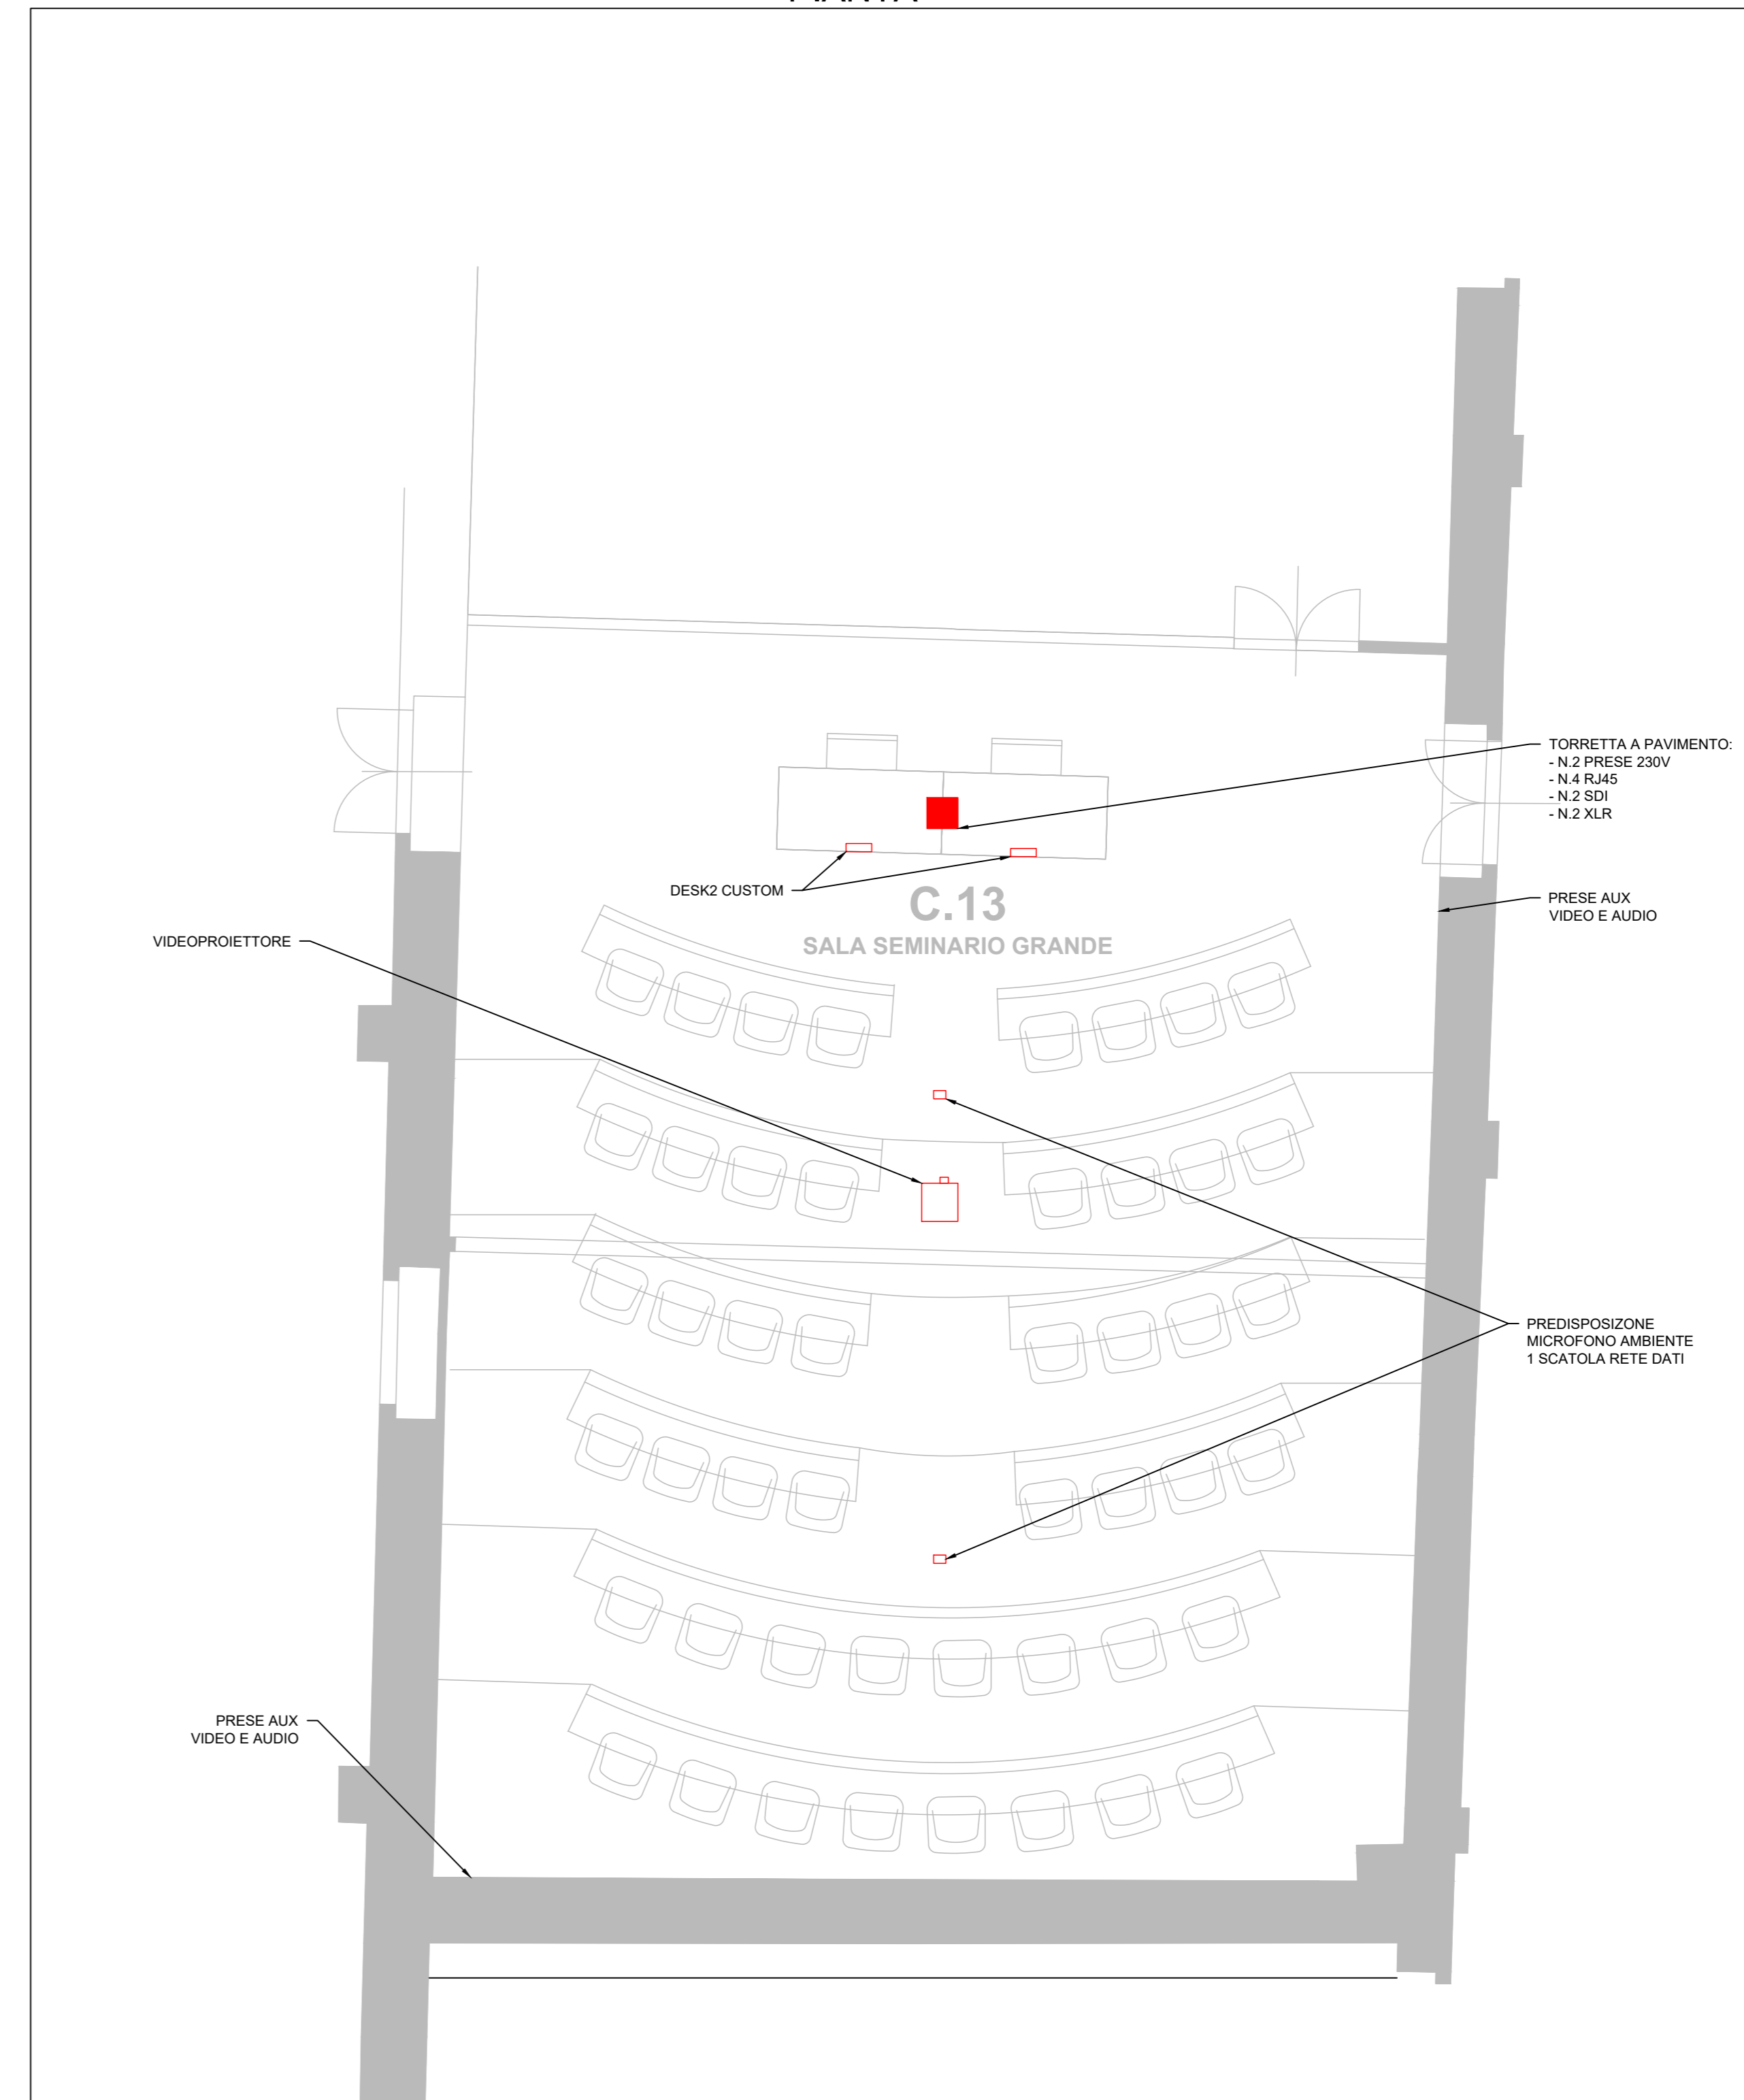 TORRETTA A PAVIMENTO:
- N.2 PRESE 230V
- N.4 RJ45
- N.2 SDI
- N.2 XLR
DESK2 CUSTOM
C.13
SALA SEMINARIO GRANDE
PRESE AUX
VIDEO E AUDIO
VIDEOPROIETTORE
PREDISPOSIZONE
MICROFONO AMBIENTE
1 SCATOLA RETE DATI
PRESE AUX
VIDEO E AUDIO